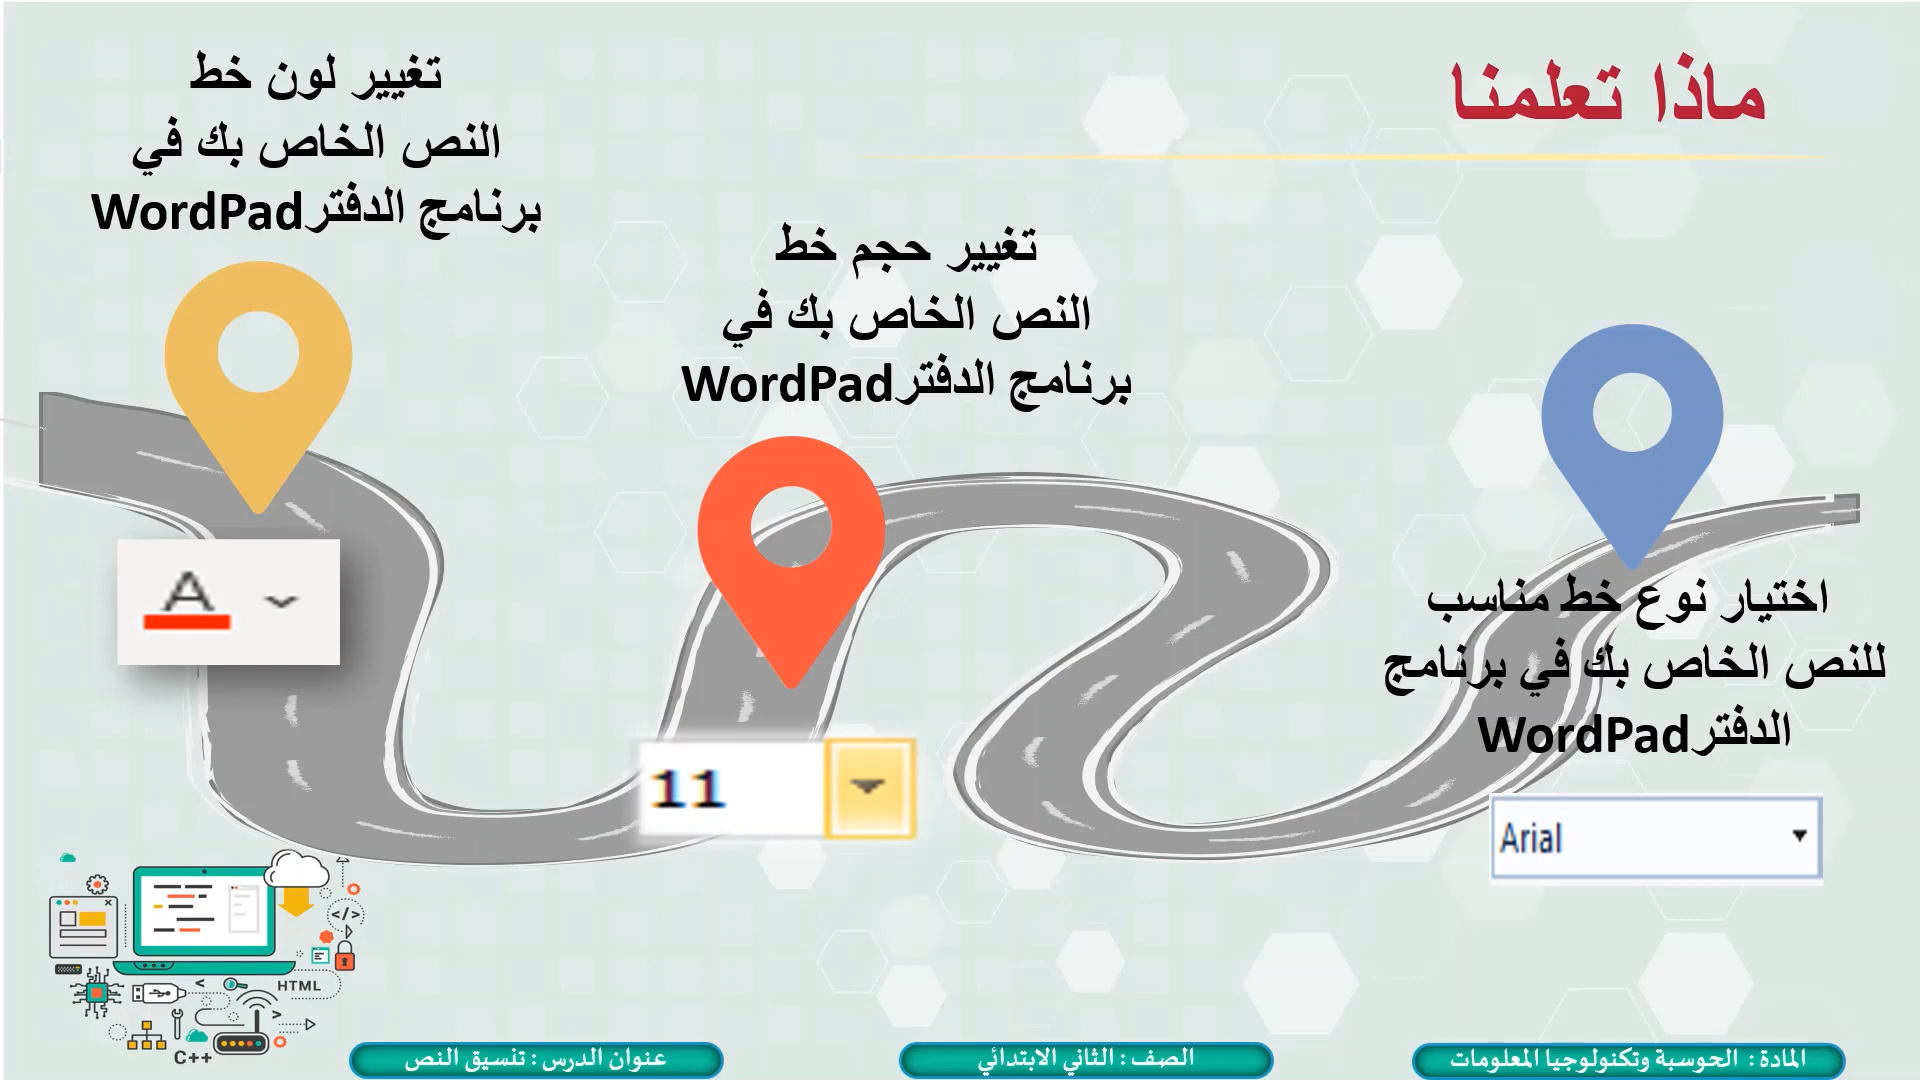 ماذا تعلمنا
اختيار نوع خط مناسب
للنص الخاص بك في برنامج
الدفترWordPad
Arial
تغيير حجم خط
النص الخاص بك في
برنامج الدفترWordPad
11
تغيير لون خط
النص الخاص بك في
برنامج الدفترWordPad
A
</>
HTML
C++
المادة : الحوسبة وتكنولوجيا المعلومات
الصف : الثاني الابتدائي
عنوان الدرس : تنسيق النص